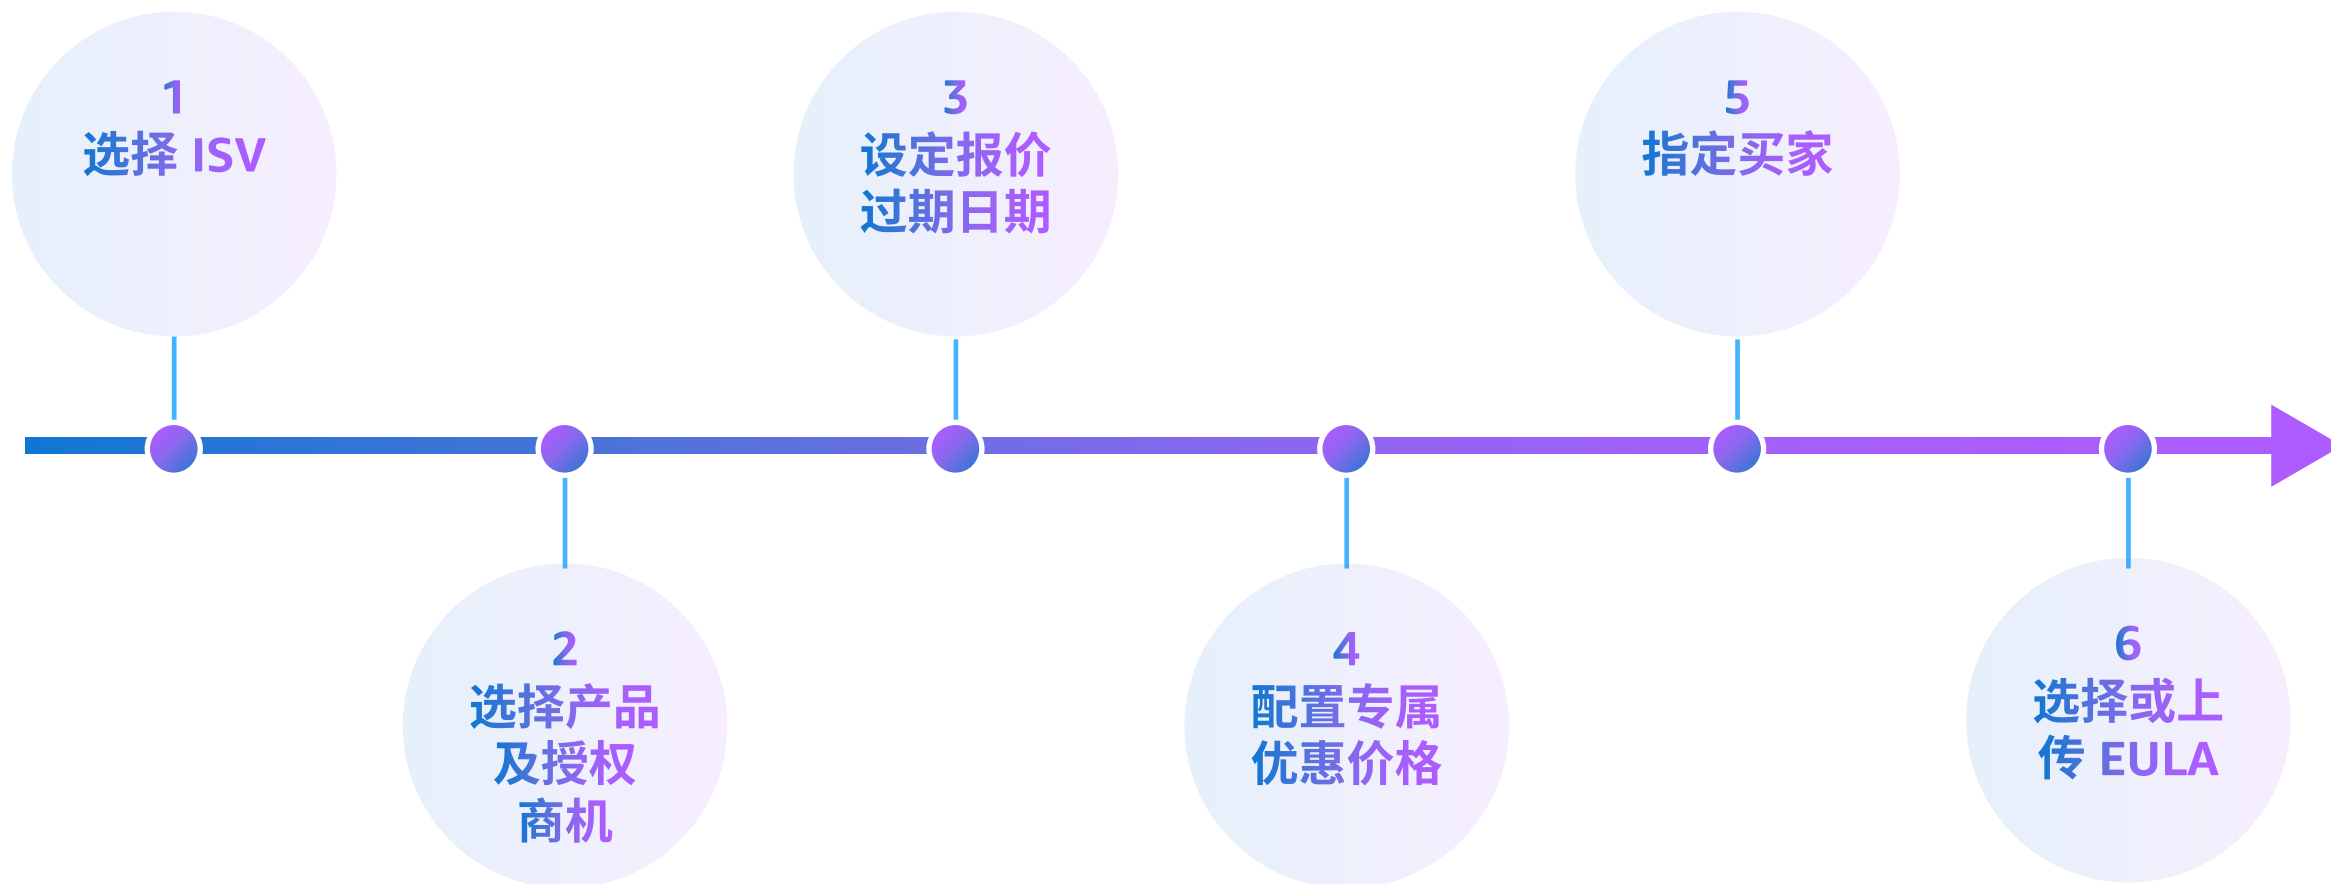 1
选择 ISV
2
选择产品
及授权
商机
3
设定报价
过期日期
4
配置专属
优惠价格
5
指定买家
6
选择或上
传 EULA